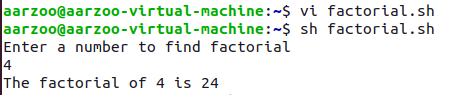 aarzoo@aarzoo-virtual-machine:~$ vi factorial.sh
aarzoo@aarzoo-virtual-machine:~$ sh factorial.sh
Enter a number to find factorial
4
The factorial of 4 is 24